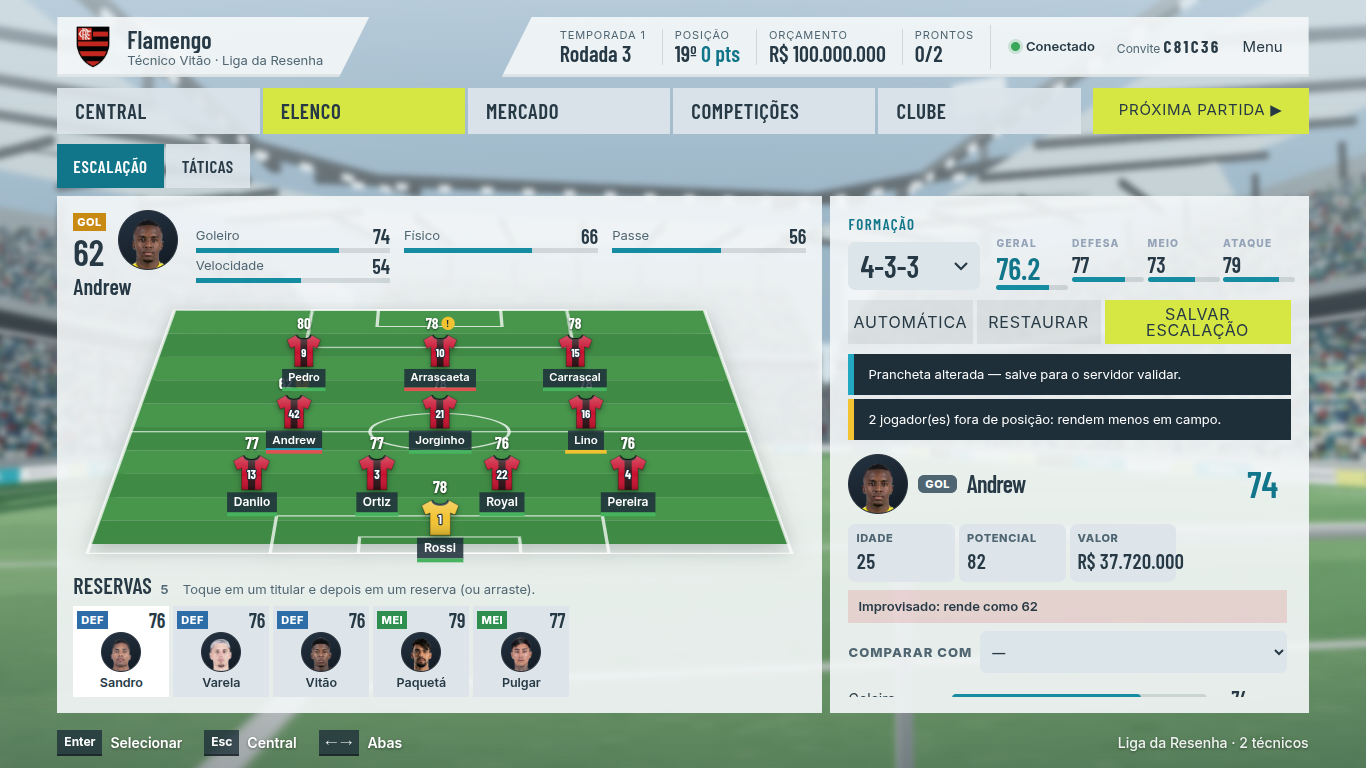 Flamengo
Técnico Vitão · Liga da Resenha
TEMPORADA 1
Rodada 3
POSIÇÃO
19º 0 pts
ORÇAMENTO
R$ 100.000.000
PRONTOS
0/2
Conectado
Convite C81C36
Menu
CENTRAL
ELENCO
MERCADO
COMPETIÇÕES
CLUBE
PRÓXIMA PARTIDA ▶
ESCALAÇÃO
TÁTICAS
GOL
62
Andrew
Goleiro 74
Físico 66
Passe 56
Velocidade 54
80
78 !
78
9
10
15
Pedro
Arrascaeta
Carrascal
42
21
16
Andrew
Jorginho
Lino
77
77
76
76
13
3
22
4
Danilo
Ortiz
Royal
Pereira
78
1
Rossi
RESERVAS 5 Toque em um titular e depois em um reserva (ou arraste).
DEF 76
Sandro
DEF 76
Varela
DEF 76
Vitão
MEI 79
Paquetá
MEI 77
Pulgar
FORMAÇÃO
4-3-3
GERAL
76.2
DEFESA
77
MEIO
73
ATAQUE
79
AUTOMÁTICA
RESTAURAR
SALVAR
ESCALAÇÃO
Prancheta alterada — salve para o servidor validar.
2 jogador(es) fora de posição: rendem menos em campo.
GOL Andrew 74
IDADE
25
POTENCIAL
82
VALOR
R$ 37.720.000
Improvisado: rende como 62
COMPARAR COM —
Goleiro 74
Enter Selecionar
Esc Central
←→ Abas
Liga da Resenha · 2 técnicos